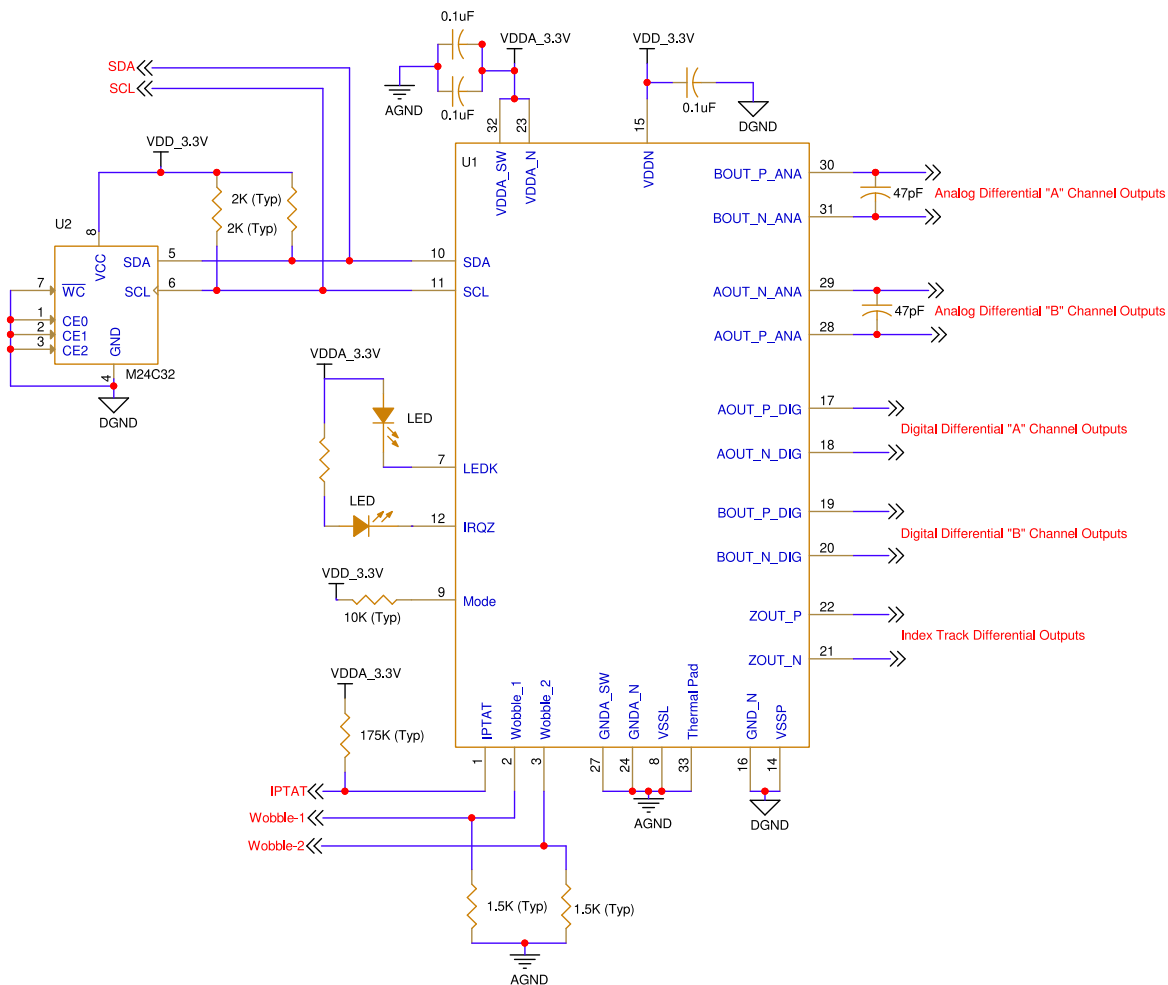 0.1uF
VDDA_3.3V
VDD_3.3V
SDA
SCL
AGND
0.1uF
0.1uF
DGND
32
23
15
VDD_3.3V
U1
VDDA_SW
VDDA_N
VDDN
BOUT_P_ANA
30
47pF
Analog Differential "A" Channel Outputs
BOUT_N_ANA
31
2K (Typ)
2K (Typ)
U2
8
VCC
SDA
5
10
SDA
7
WC
SCL
6
11
SCL
1
CE0
2
CE1
3
CE2
GND
4
M24C32
DGND
AOUT_N_ANA
29
47pF
Analog Differential "B" Channel Outputs
AOUT_P_ANA
28
VDDA_3.3V
LED
7
LEDK
LED
12
IRQZ
AOUT_P_DIG
17
Digital Differential "A" Channel Outputs
AOUT_N_DIG
18
BOUT_P_DIG
19
Digital Differential "B" Channel Outputs
BOUT_N_DIG
20
VDD_3.3V
9
Mode
10K (Typ)
ZOUT_P
22
Index Track Differential Outputs
ZOUT_N
21
VDDA_3.3V
175K (Typ)
IPTAT
Wobble_1
Wobble_2
GNDA_SW
GNDA_N
VSSL
Thermal Pad
GND_N
VSSP
1
2
3
27
24
8
33
16
14
IPTAT
AGND
DGND
Wobble-1
Wobble-2
1.5K (Typ)
1.5K (Typ)
AGND